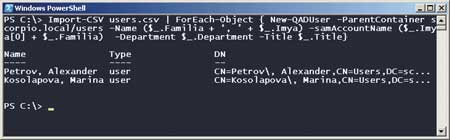 Windows PowerShell
PS C:\> Import-CSV users.csv | ForEach-Object { New-QADUser -ParentContainer s
corpio.local/users -Name ($_.Familia + ', ' + $_.Imya) -samAccountName ($_.Imy
a[0] + $_.Familia) -Department $_.Department -Title $_.Title}
Name Type DN
---- ---- --
Petrov, Alexander user CN=Petrov\, Alexander,CN=Users,DC=sc...
Kosolapova, Marina user CN=Kosolapova\, Marina,CN=Users,DC=s...
PS C:\> _